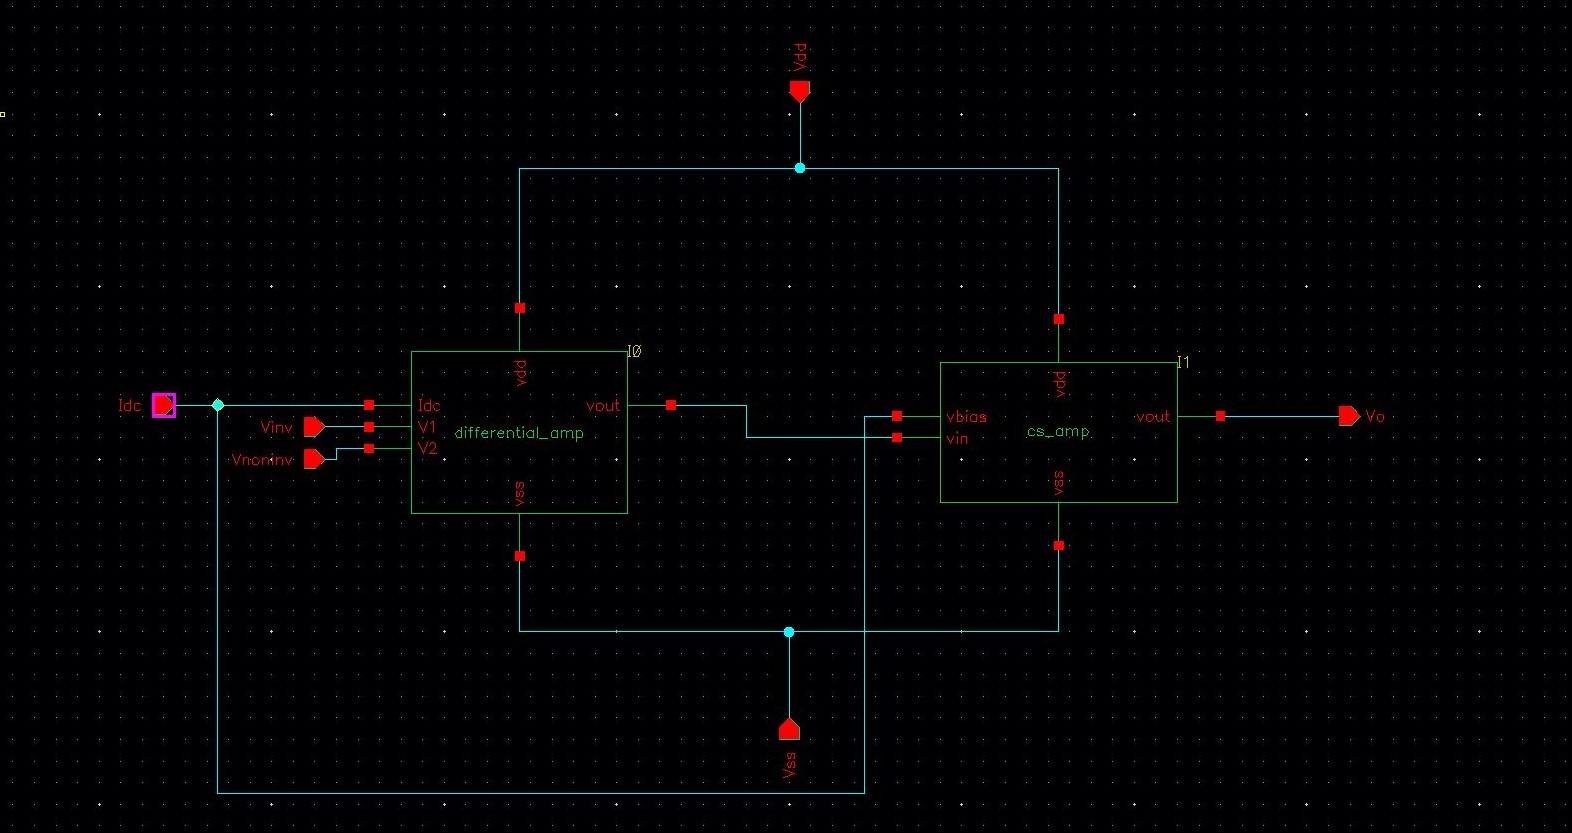 Vdd
I0
I1
vdd
vdd
Idc
Idc
vout
vbias
vout
Vo
Vinv
V1
differential_amp
vin
cs_amp
Vnoninv
V2
vss
vss
Vss